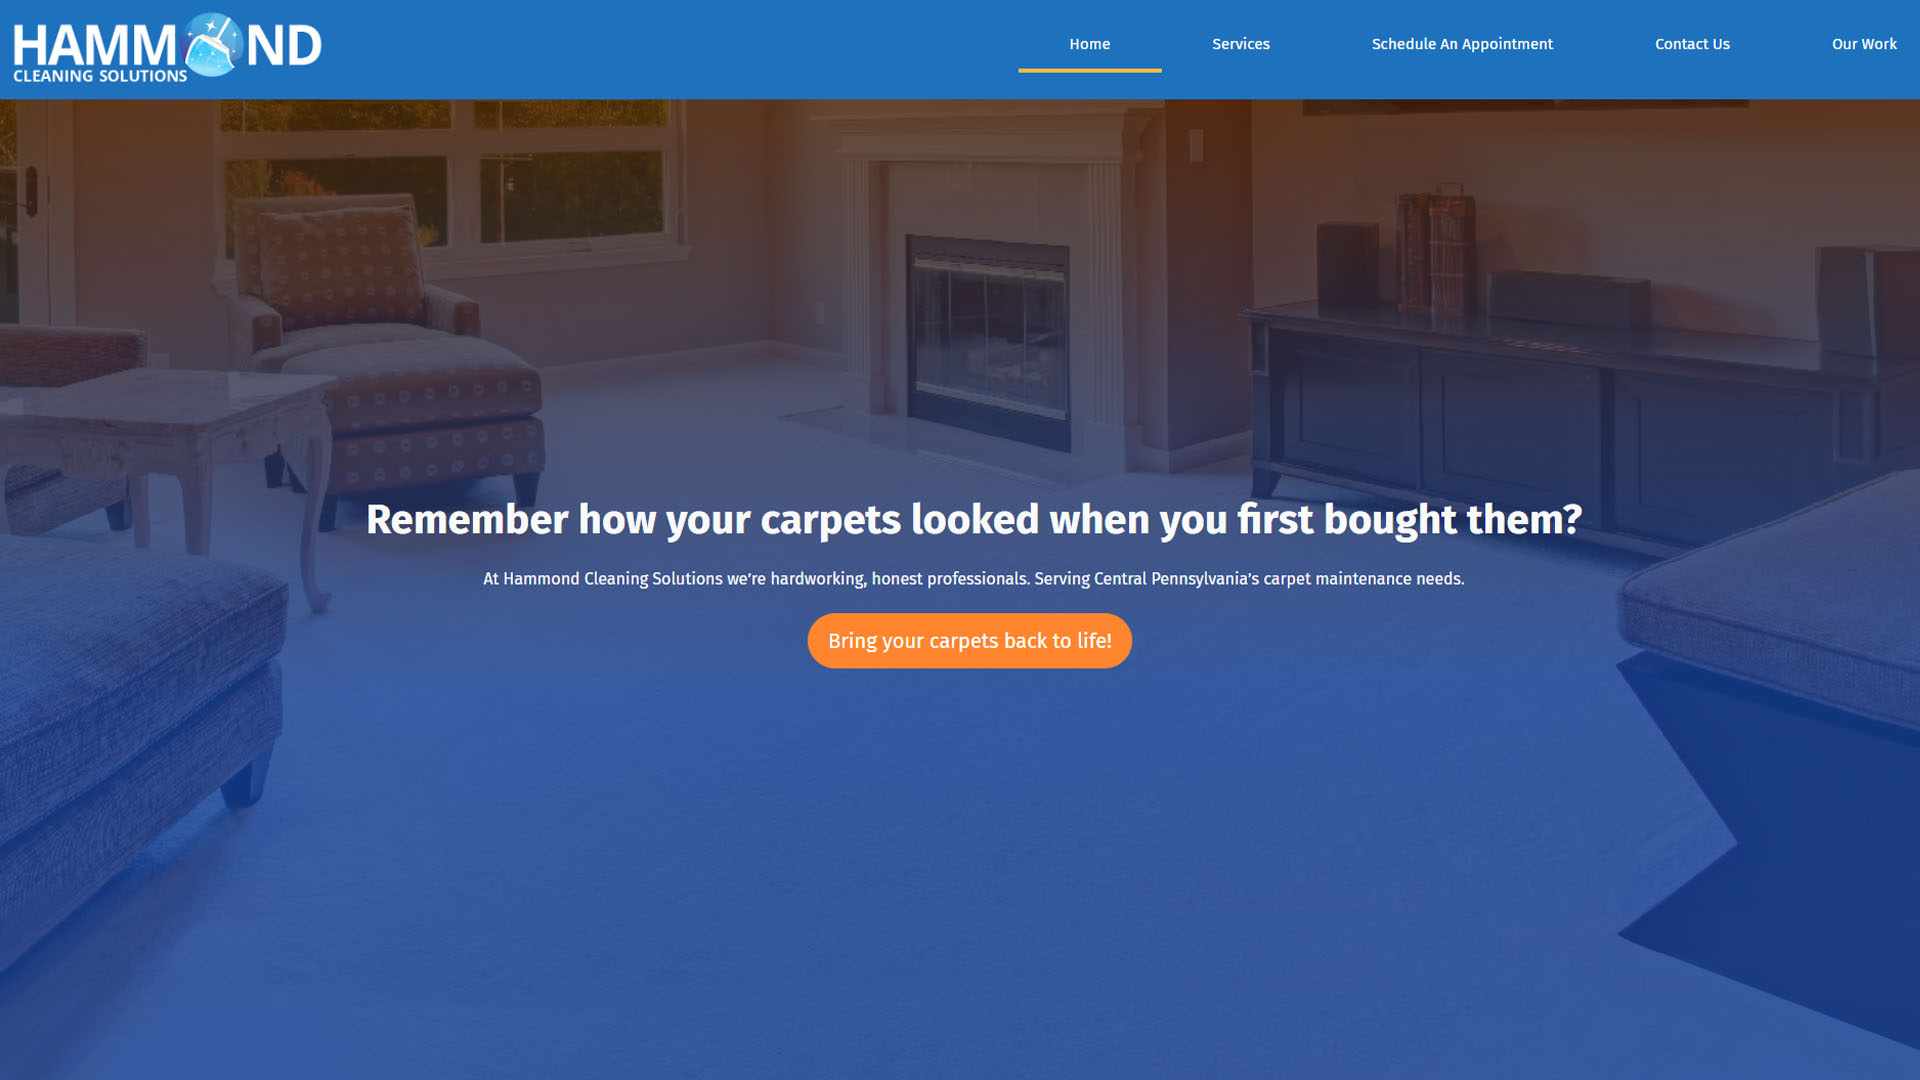 HAMMOND
CLEANING SOLUTIONS
Home
Services
Schedule An Appointment
Contact Us
Our Work
Remember how your carpets looked when you first bought them?
At Hammond Cleaning Solutions we’re hardworking, honest professionals. Serving Central Pennsylvania’s carpet maintenance needs.
Bring your carpets back to life!